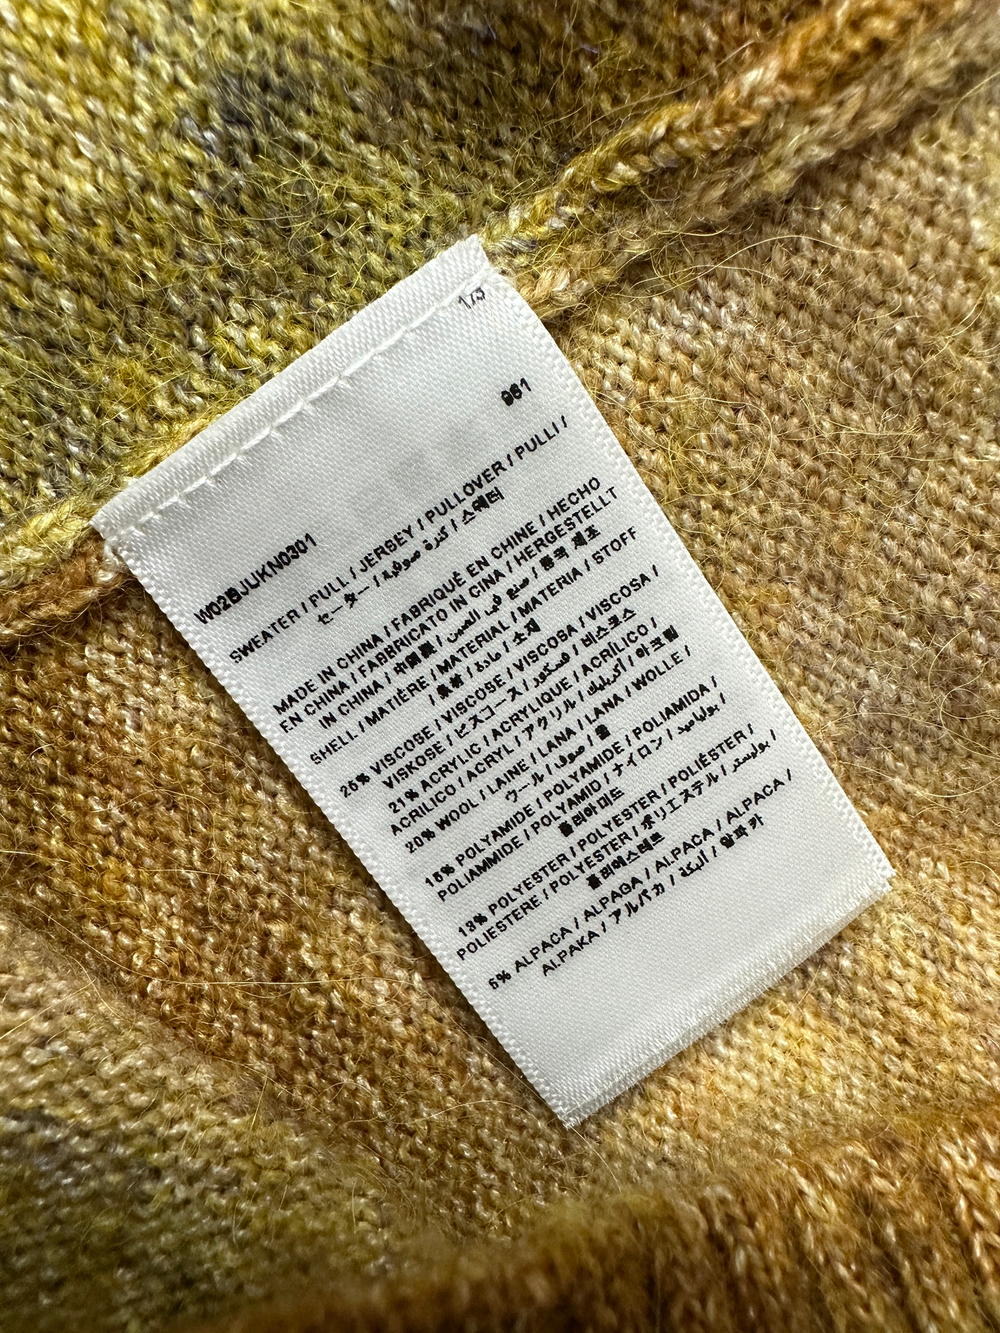 1/5
961
W02BJUKN0301
SWEATER / PULL / JERSEY / PULLOVER / PULLI /
セーター / كنزة صوفية / 스웨터
MADE IN CHINA / FABRIQUÉ EN CHINE / HECHO
EN CHINA / FABBRICATO IN CINA / HERGESTELLT
IN CHINA / 中国製 / صنع في الصين / 중국 제조
SHELL / MATIÈRE / MATERIAL / MATERIA / STOFF
/ 素材 / مادة / 소재
25% VISCOSE / VISCOSE / VISCOSA / VISCOSA /
VISKOSE / ビスコース / فسكوز / 비스코스
21% ACRYLIC / ACRYLIQUE / ACRÍLICO /
ACRILICO / ACRYL / アクリル / أكريليك / 아크릴
20% WOOL / LAINE / LANA / LANA / WOLLE /
ウール / صوف / 울
15% POLYAMIDE / POLYAMIDE / POLIAMIDA /
POLIAMMIDE / POLYAMID / ナイロン / بولياميد /
폴리아미드
13% POLYESTER / POLYESTER / POLIÉSTER /
POLIESTERE / POLYESTER / ポリエステル / بوليستر /
폴리에스테르
6% ALPACA / ALPAGA / ALPACA / ALPACA /
ALPAKA / アルパカ / ألبكة / 알파카